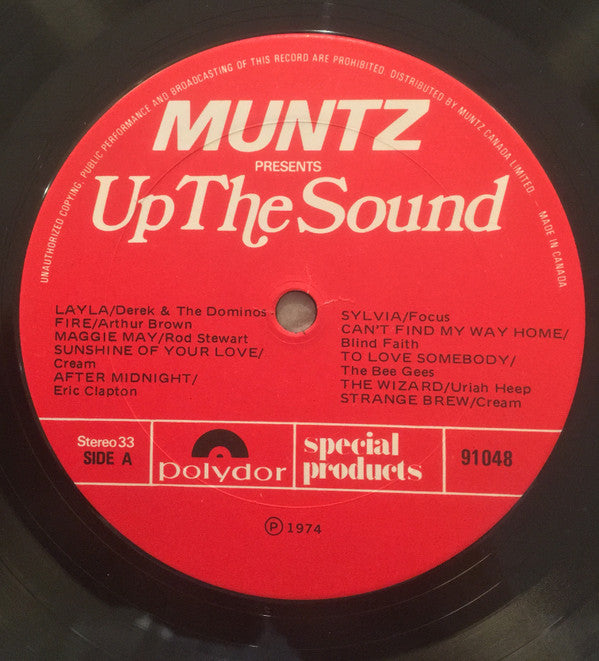 UNAUTHORIZED COPYING, PUBLIC PERFORMANCE AND BROADCASTING OF THIS RECORD ARE PROHIBITED. DISTRIBUTED BY MUNTZ CANADA LIMITED. – MADE IN CANADA
MUNTZ
PRESENTS
Up The Sound
LAYLA/Derek & The Dominos
FIRE/Arthur Brown
MAGGIE MAY/Rod Stewart
SUNSHINE OF YOUR LOVE/
Cream
AFTER MIDNIGHT/
Eric Clapton
SYLVIA/Focus
CAN'T FIND MY WAY HOME/
Blind Faith
TO LOVE SOMEBODY/
The Bee Gees
THE WIZARD/Uriah Heep
STRANGE BREW/Cream
Stereo 33
SIDE A
polydor
special
products
91048
Ⓟ 1974